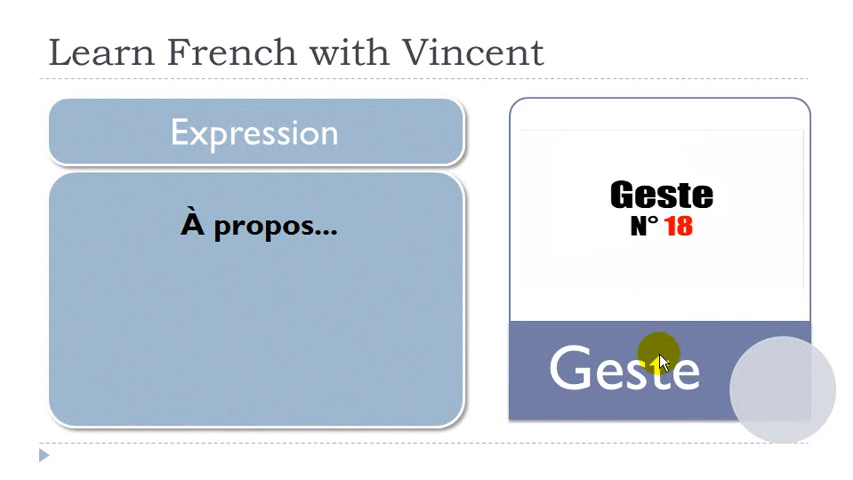 Learn French with Vincent
Expression
À propos...
Geste
N° 18
Geste